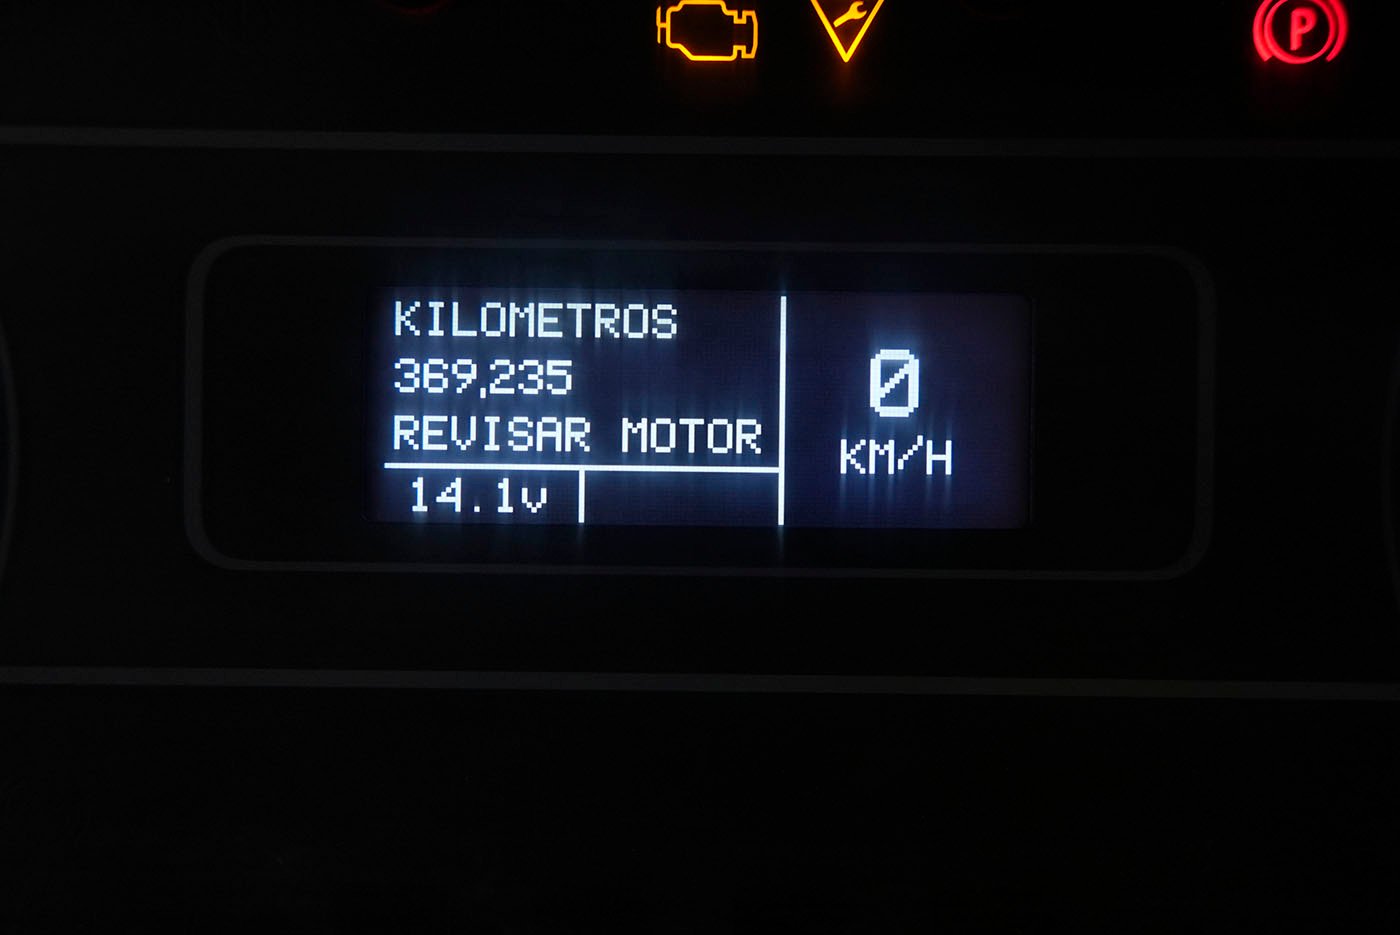 P
KILOMETROS
369,235
REVISAR MOTOR
14.1v
0
KM/H